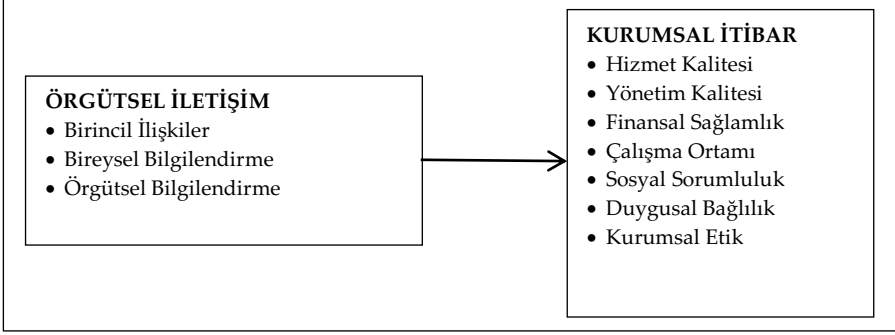 ÖRGÜTSEL İLETİŞİM
• Birincil İlişkiler
• Bireysel Bilgilendirme
• Örgütsel Bilgilendirme
KURUMSAL İTİBAR
• Hizmet Kalitesi
• Yönetim Kalitesi
• Finansal Sağlamlık
• Çalışma Ortamı
• Sosyal Sorumluluk
• Duygusal Bağlılık
• Kurumsal Etik